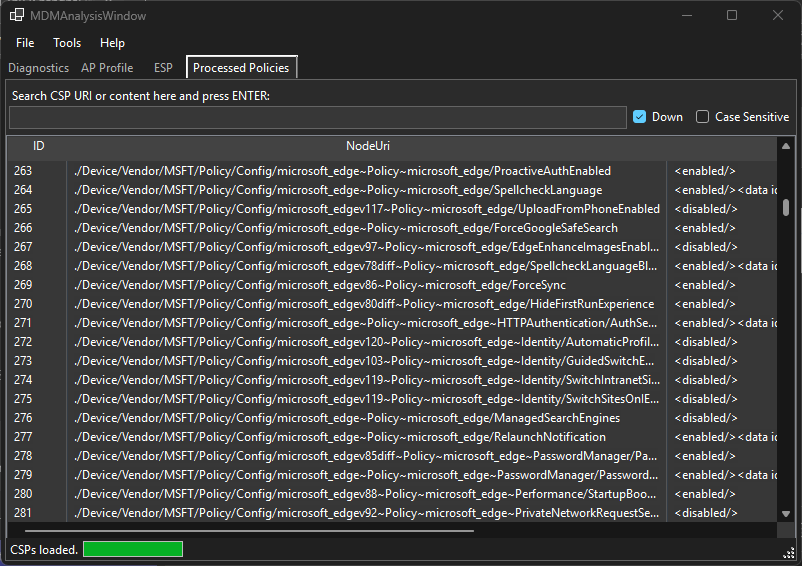 MDMAnalysisWindow
File Tools Help
Diagnostics AP Profile ESP Processed Policies
Search CSP URI or content here and press ENTER:
Down Case Sensitive
ID NodeUri
263 ./Device/Vendor/MSFT/Policy/Config/microsoft_edge~Policy~microsoft_edge/ProactiveAuthEnabled <enabled/>
264 ./Device/Vendor/MSFT/Policy/Config/microsoft_edge~Policy~microsoft_edge/SpellcheckLanguage <enabled/><data id
265 ./Device/Vendor/MSFT/Policy/Config/microsoft_edgev117~Policy~microsoft_edge/UploadFromPhoneEnabled <disabled/>
266 ./Device/Vendor/MSFT/Policy/Config/microsoft_edge~Policy~microsoft_edge/ForceGoogleSafeSearch <enabled/>
267 ./Device/Vendor/MSFT/Policy/Config/microsoft_edgev97~Policy~microsoft_edge/EdgeEnhanceImagesEnabl... <disabled/>
268 ./Device/Vendor/MSFT/Policy/Config/microsoft_edgev78diff~Policy~microsoft_edge/SpellcheckLanguageBl... <enabled/><data id
269 ./Device/Vendor/MSFT/Policy/Config/microsoft_edgev86~Policy~microsoft_edge/ForceSync <enabled/>
270 ./Device/Vendor/MSFT/Policy/Config/microsoft_edgev80diff~Policy~microsoft_edge/HideFirstRunExperience <enabled/>
271 ./Device/Vendor/MSFT/Policy/Config/microsoft_edge~Policy~microsoft_edge~HTTPAuthentication/AuthSe... <enabled/><data id
272 ./Device/Vendor/MSFT/Policy/Config/microsoft_edgev120~Policy~microsoft_edge~Identity/AutomaticProfil... <disabled/>
273 ./Device/Vendor/MSFT/Policy/Config/microsoft_edgev103~Policy~microsoft_edge~Identity/GuidedSwitchE... <disabled/>
274 ./Device/Vendor/MSFT/Policy/Config/microsoft_edgev119~Policy~microsoft_edge~Identity/SwitchIntranetSi... <disabled/>
275 ./Device/Vendor/MSFT/Policy/Config/microsoft_edgev119~Policy~microsoft_edge~Identity/SwitchSitesOnIE... <disabled/>
276 ./Device/Vendor/MSFT/Policy/Config/microsoft_edge~Policy~microsoft_edge/ManagedSearchEngines <disabled/>
277 ./Device/Vendor/MSFT/Policy/Config/microsoft_edge~Policy~microsoft_edge/RelaunchNotification <enabled/><data id
278 ./Device/Vendor/MSFT/Policy/Config/microsoft_edgev85diff~Policy~microsoft_edge~PasswordManager/Pa... <enabled/>
279 ./Device/Vendor/MSFT/Policy/Config/microsoft_edge~Policy~microsoft_edge~PasswordManager/Password... <enabled/><data id
280 ./Device/Vendor/MSFT/Policy/Config/microsoft_edgev88~Policy~microsoft_edge~Performance/StartupBoo... <enabled/>
281 ./Device/Vendor/MSFT/Policy/Config/microsoft_edgev92~Policy~microsoft_edge~PrivateNetworkRequestSe... <disabled/>
CSPs loaded.